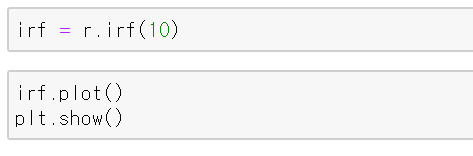 irf = r.irf(10)
irf.plot()
plt.show()